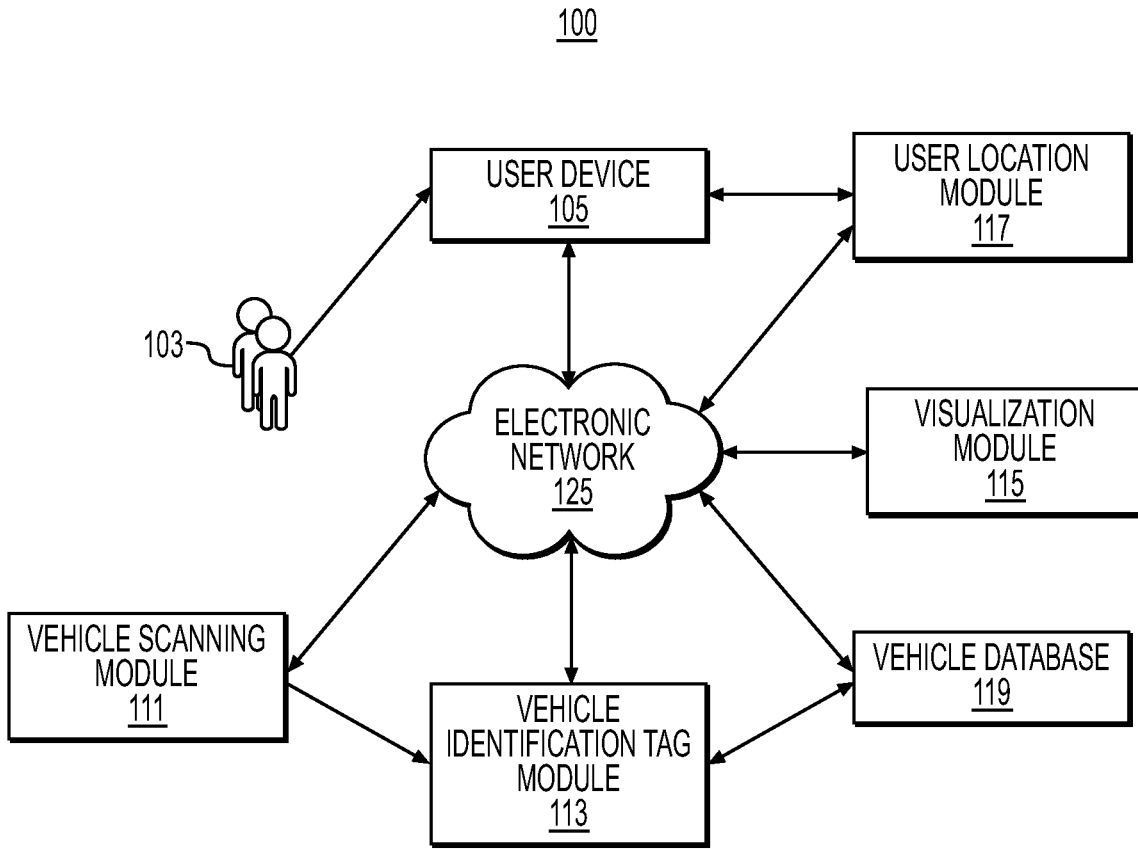 100
USER DEVICE
105
USER LOCATION
MODULE
117
103
ELECTRONIC
NETWORK
125
VISUALIZATION
MODULE
115
VEHICLE SCANNING
MODULE
111
VEHICLE
IDENTIFICATION TAG
MODULE
113
VEHICLE DATABASE
119